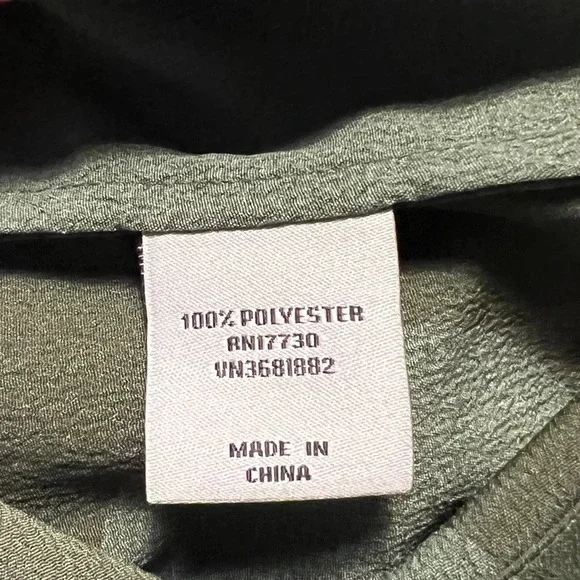 100% POLYESTER
RN17730
VN3681882
MADE IN
CHINA